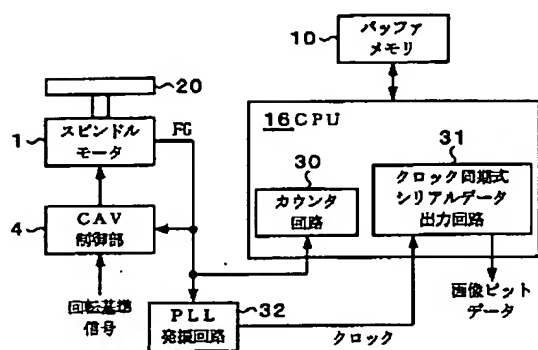 10
バッファ
メモリ
20
1
スピンドル
モータ
FG
16 CPU
31
30
カウンタ
回路
クロック同期式
シリアルデータ
出力回路
4
CAV
制御部
回転基準
信号
32
PLL
発振回路
クロック
画像ビット
データ